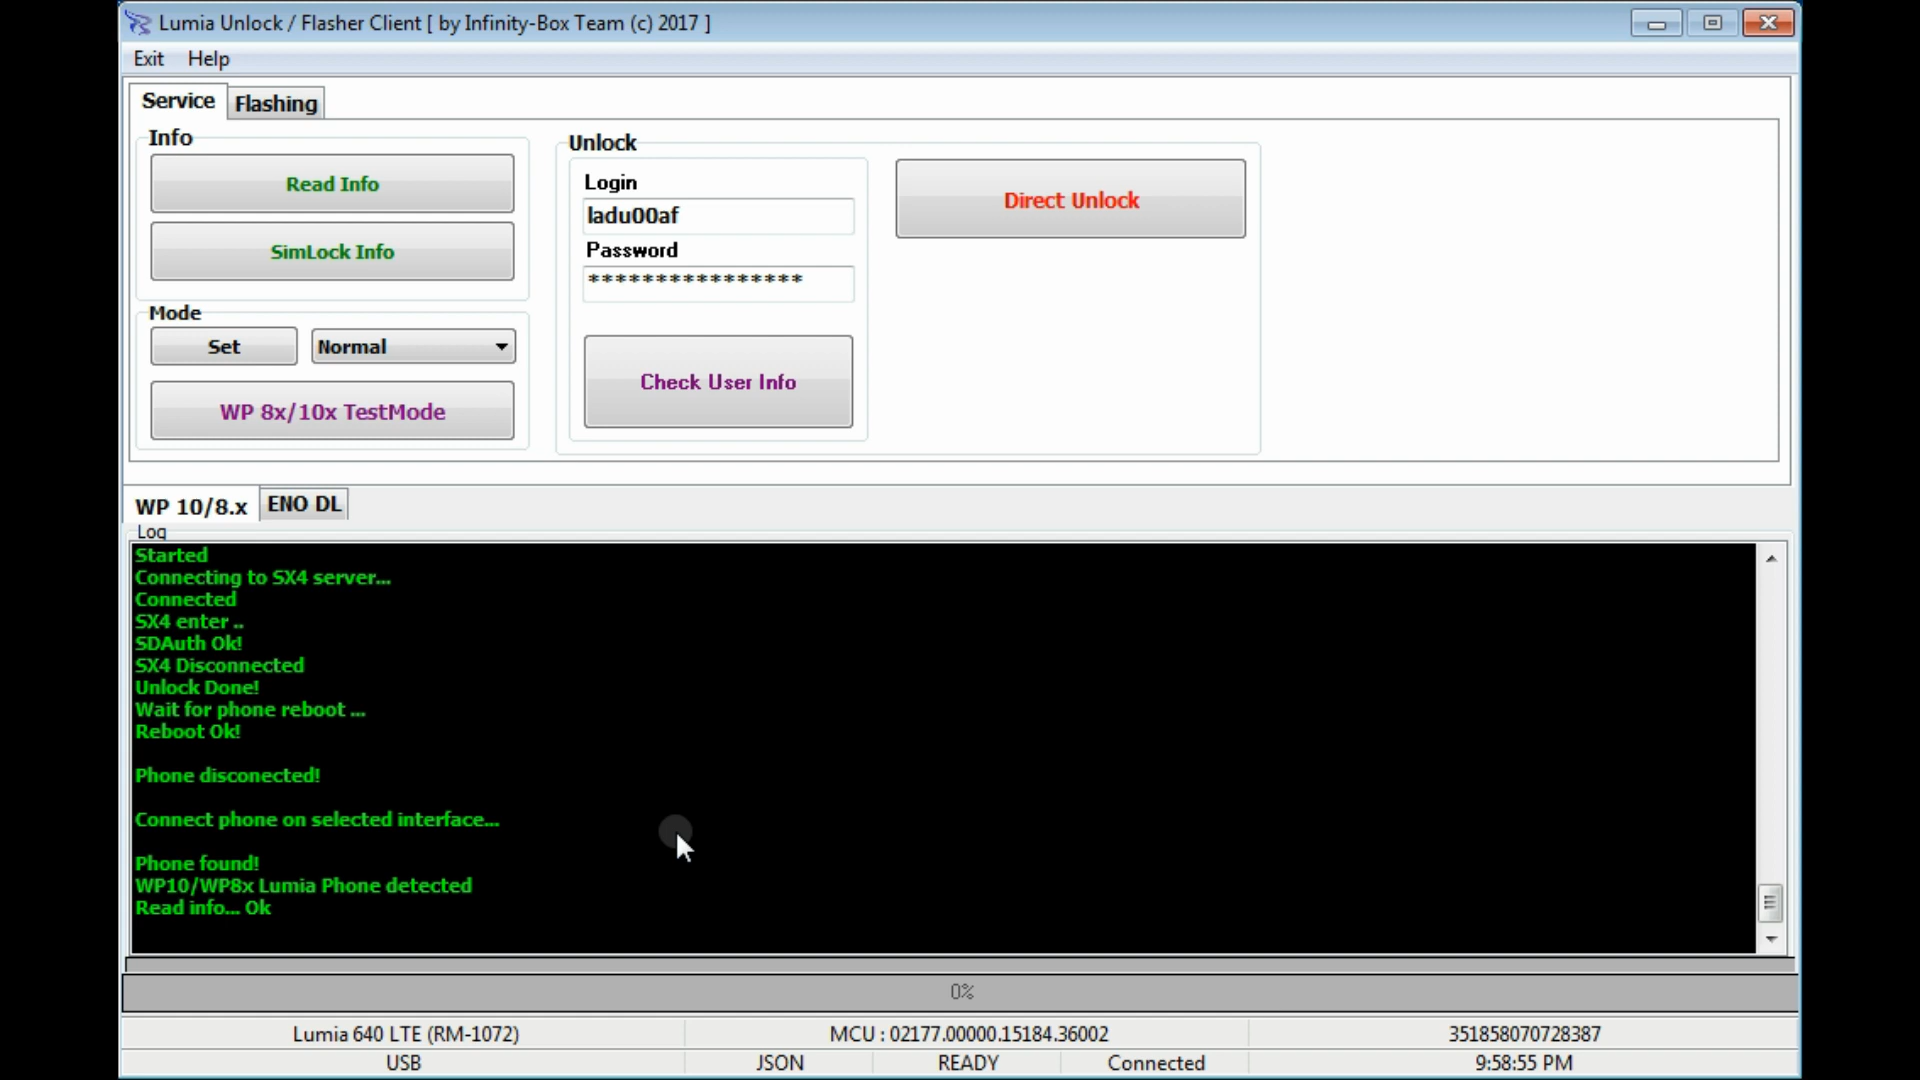 Lumia Unlock / Flasher Client [ by Infinity-Box Team (c) 2017 ]
Exit Help
Service Flashing
Info
Read Info
SimLock Info
Mode
Set Normal
WP 8x/10x TestMode
Unlock
Login
ladu00af
Password
****************
Check User Info
Direct Unlock
WP 10/8.x ENO DL
Log
Started
Connecting to SX4 server...
Connected
SX4 enter ..
SDAuth Ok!
SX4 Disconnected
Unlock Done!
Wait for phone reboot ...
Reboot Ok!
Phone disconected!
Connect phone on selected interface...
Phone found!
WP10/WP8x Lumia Phone detected
Read info... Ok
0%
Lumia 640 LTE (RM-1072) MCU : 02177.00000.15184.36002 351858070728387
USB JSON READY Connected 9:58:55 PM